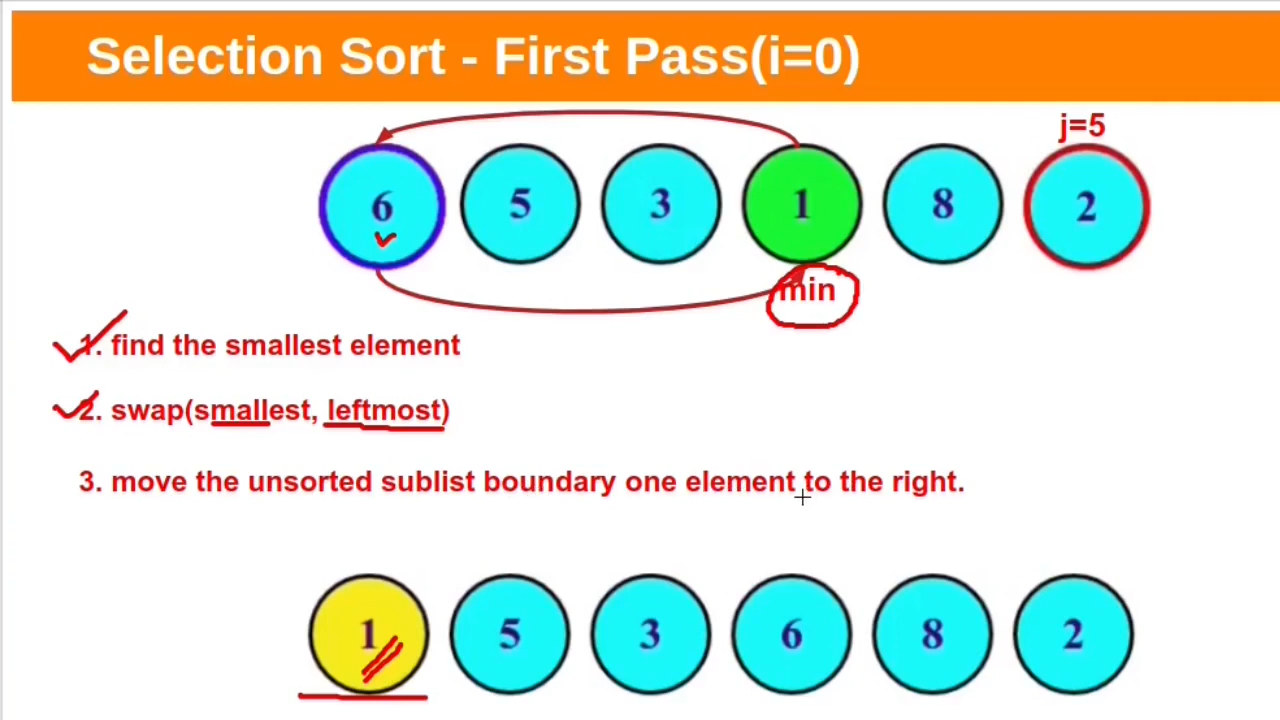 Selection Sort - First Pass(i=0)
j=5
6 5 3 1 8 2
min
1. find the smallest element
2. swap(smallest, leftmost)
3. move the unsorted sublist boundary one element to the right.
1 5 3 6 8 2